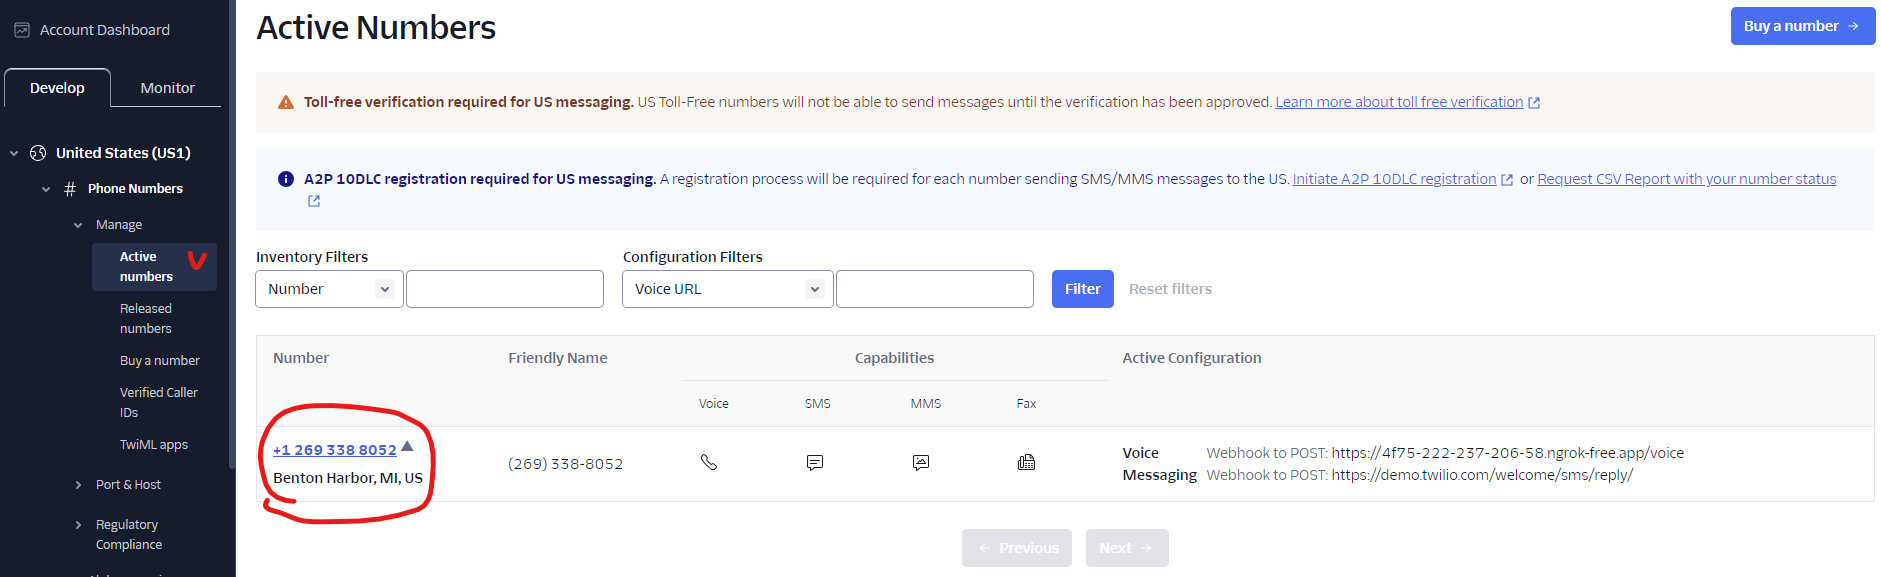 Account Dashboard
Develop
Monitor
United States (US1)
# Phone Numbers
Manage
Active
numbers
Released
numbers
Buy a number
Verified Caller
IDs
TwiML apps
Port & Host
Regulatory
Compliance
Active Numbers
Buy a number →
Toll-free verification required for US messaging. US Toll-Free numbers will not be able to send messages until the verification has been approved. Learn more about toll free verification
A2P 10DLC registration required for US messaging. A registration process will be required for each number sending SMS/MMS messages to the US. Initiate A2P 10DLC registration or Request CSV Report with your number status
Inventory Filters
Configuration Filters
Number
Voice URL
Filter
Reset filters
Number
Friendly Name
Capabilities
Active Configuration
Voice
SMS
MMS
Fax
+1 269 338 8052
Benton Harbor, MI, US
(269) 338-8052
Voice Webhook to POST: https://4f75-222-237-206-58.ngrok-free.app/voice
Messaging Webhook to POST: https://demo.twilio.com/welcome/sms/reply/
← Previous
Next →